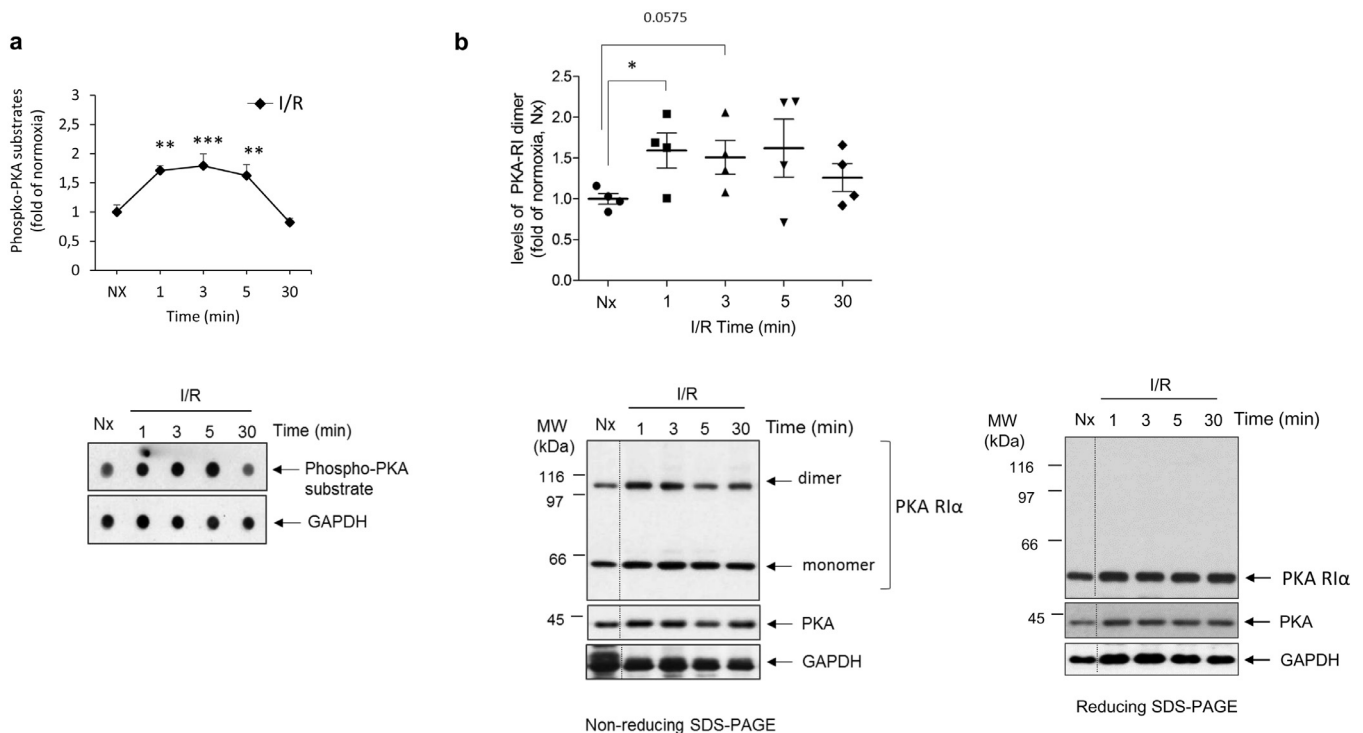 a
Phospko-PKA substrates
(fold of normoxia)
3
2,5
2
1,5
1
0,5
0
I/R
**
***
**
NX 1 3 5 30
Time (min)
I/R
Nx 1 3 5 30 Time (min)
Phospho-PKA
substrate
GAPDH
b
0.0575
*
levels of PKA-RI dimer
(fold of normoxia, Nx)
2.5
2.0
1.5
1.0
0.5
0.0
Nx 1 3 5 30
I/R Time (min)
I/R
MW
(kDa)
Nx 1 3 5 30 Time (min)
116
97
66
45
dimer
monomer
PKA RIα
PKA
GAPDH
Non-reducing SDS-PAGE
I/R
MW
(kDa)
Nx 1 3 5 30 Time (min)
116
97
66
45
PKA RIα
PKA
GAPDH
Reducing SDS-PAGE